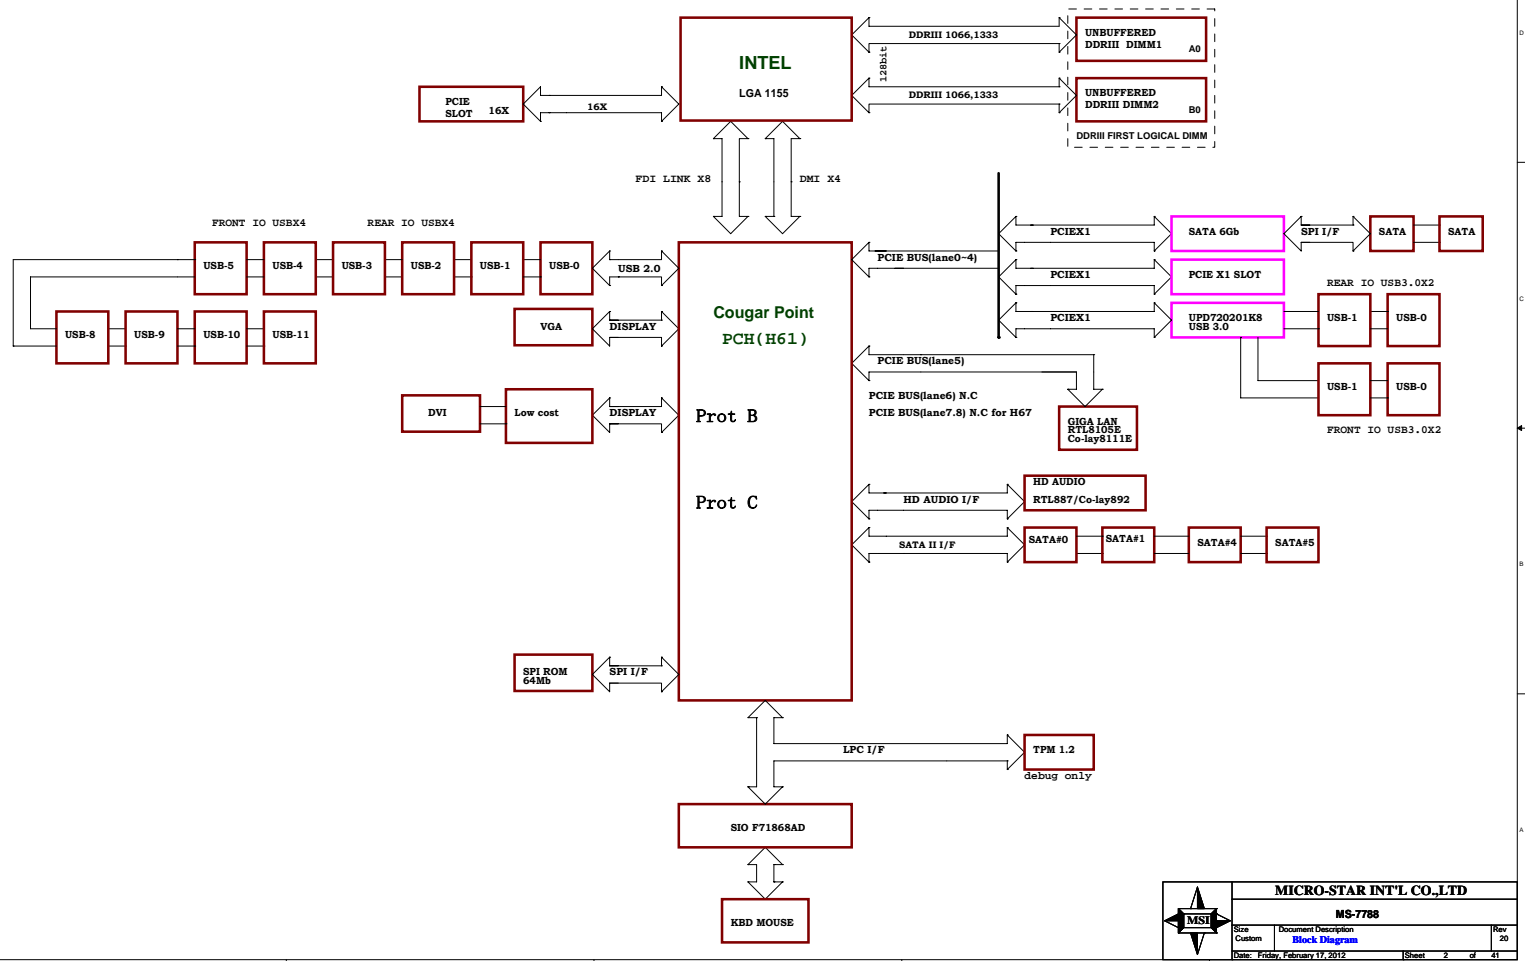 INTEL
LGA 1155
DDRIII 1066,1333
128bit
DDRIII 1066,1333
UNBUFFERED
DDRIII DIMM1
A0
UNBUFFERED
DDRIII DIMM2
B0
DDRIII FIRST LOGICAL DIMM
PCIE
SLOT 16X
16X
FDI LINK X8
DMI X4
FRONT IO USBX4
REAR IO USBX4
USB-5
USB-4
USB-3
USB-2
USB-1
USB-0
USB 2.0
USB-8
USB-9
USB-10
USB-11
VGA
DISPLAY
DVI
Low cost
DISPLAY
Cougar Point
PCH(H61)
Prot B
Prot C
PCIE BUS(lane0~4)
PCIEX1
SATA 6Gb
SPI I/F
SATA
SATA
PCIEX1
PCIE X1 SLOT
REAR IO USB3.0X2
PCIEX1
UPD720201K8
USB 3.0
USB-1
USB-0
USB-1
USB-0
FRONT IO USB3.0X2
PCIE BUS(lane5)
PCIE BUS(lane6) N.C
PCIE BUS(lane7.8) N.C for H67
GIGA LAN
RTL8105E
Co-lay8111E
HD AUDIO I/F
HD AUDIO
RTL887/Co-lay892
SATA II I/F
SATA#0
SATA#1
SATA#4
SATA#5
SPI ROM
64Mb
SPI I/F
LPC I/F
TPM 1.2
debug only
SIO F71868AD
KBD MOUSE
D
C
B
A
MSI
MICRO-STAR INT'L CO.,LTD
MS-7788
Size
Custom
Document Description
Block Diagram
Rev
20
Date: Friday, February 17, 2012
Sheet 2 of 41